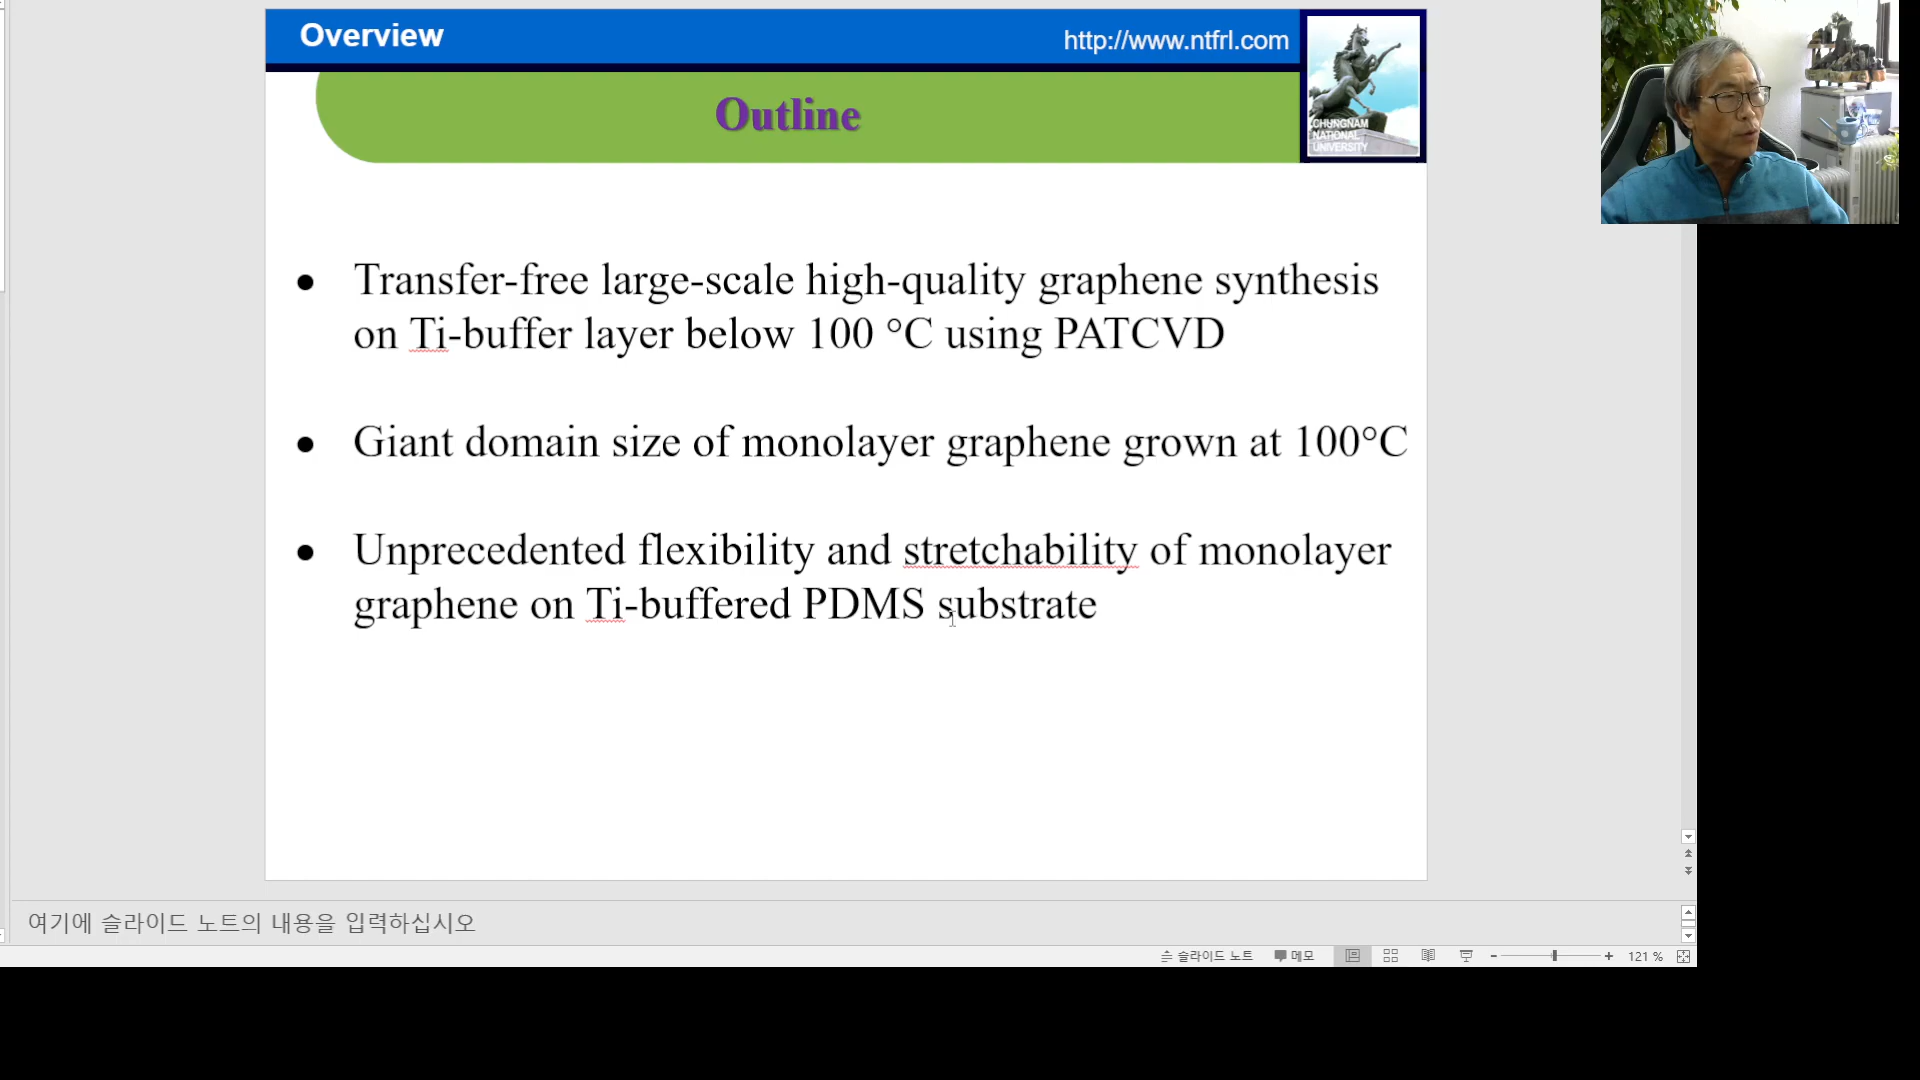 Overview
http://www.ntfrl.com
Outline
CHUNGNAM
NATIONAL
UNIVERSITY
● Transfer-free large-scale high-quality graphene synthesis
on Ti-buffer layer below 100 °C using PATCVD
● Giant domain size of monolayer graphene grown at 100°C
● Unprecedented flexibility and stretchability of monolayer
graphene on Ti-buffered PDMS substrate
여기에 슬라이드 노트의 내용을 입력하십시오
슬라이드 노트 메모 121 %